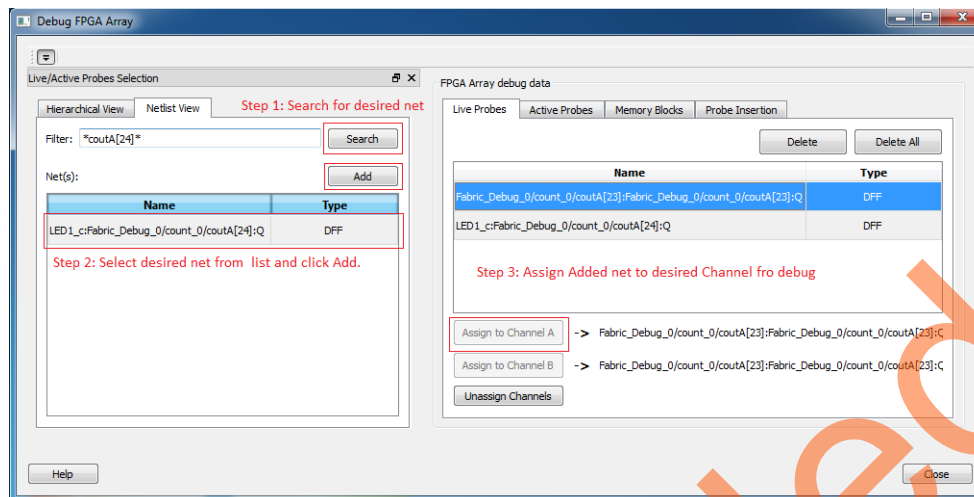 Debug FPGA Array
Live/Active Probes Selection
Hierarchical View Netlist View
Step 1: Search for desired net
Filter: *coutA[24]* Search
Net(s): Add
Name Type
LED1_c:Fabric_Debug_0/count_0/coutA[24]:Q DFF
Step 2: Select desired net from list and click Add.
FPGA Array debug data
Live Probes Active Probes Memory Blocks Probe Insertion
Delete Delete All
Name Type
Fabric_Debug_0/count_0/coutA[23]:Fabric_Debug_0/count_0/coutA[23]:Q DFF
LED1_c:Fabric_Debug_0/count_0/coutA[24]:Q DFF
Step 3: Assign Added net to desired Channel fro debug
Assign to Channel A -> Fabric_Debug_0/count_0/coutA[23]:Fabric_Debug_0/count_0/coutA[23]:Q
Assign to Channel B -> Fabric_Debug_0/count_0/coutA[23]:Fabric_Debug_0/count_0/coutA[23]:Q
Unassign Channels
Help Close